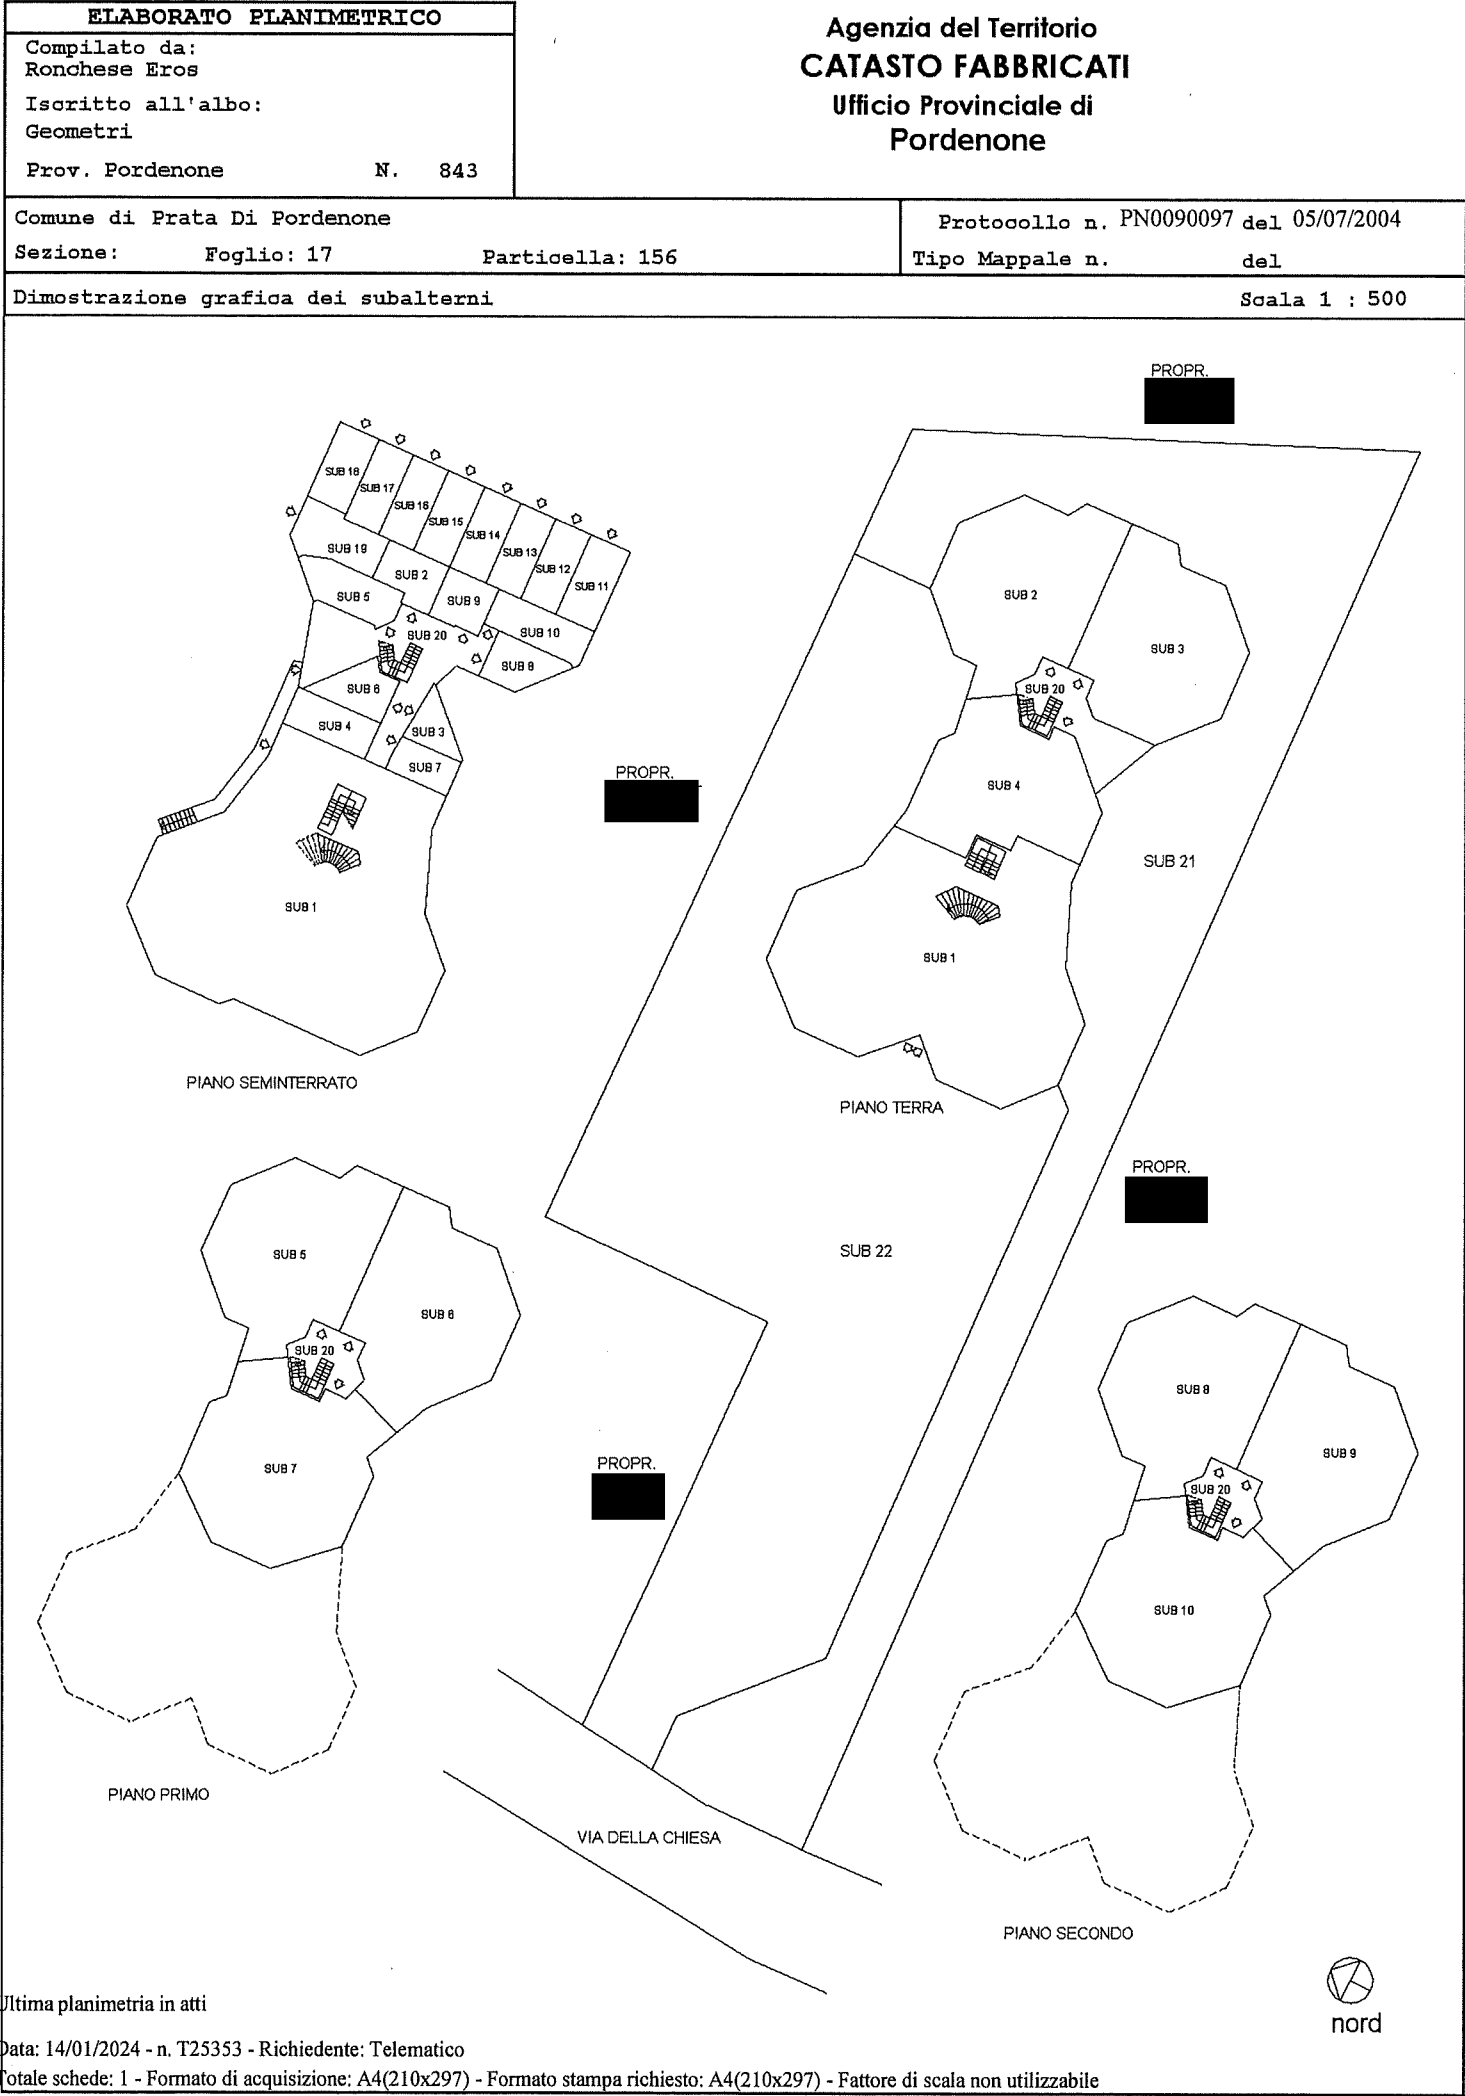 ELABORATO PLANIMETRICO
Compilato da:
Ronchese Eros
Iscritto all'albo:
Geometri
Prov. Pordenone N. 843
Agenzia del Territorio
CATASTO FABBRICATI
Ufficio Provinciale di
Pordenone
Comune di Prata Di Pordenone
Sezione: Foglio: 17 Particella: 156
Protocollo n. PN0090097 del 05/07/2004
Tipo Mappale n. del
Dimostrazione grafica dei subalterni Scala 1 : 500
PROPR.
SUB 18
SUB 17
SUB 16
SUB 15
SUB 14
SUB 13
SUB 12
SUB 11
SUB 19
SUB 2
SUB 5
SUB 9
SUB 20
SUB 10
SUB 8
SUB 6
SUB 4
SUB 3
SUB 7
SUB 1
PIANO SEMINTERRATO
PROPR.
SUB 2
SUB 3
SUB 20
SUB 4
SUB 21
SUB 1
PIANO TERRA
PROPR.
SUB 22
SUB 5
SUB 6
SUB 20
SUB 7
PIANO PRIMO
PROPR.
SUB 8
SUB 9
SUB 20
SUB 10
PIANO SECONDO
VIA DELLA CHIESA
nord
Ultima planimetria in atti
Data: 14/01/2024 - n. T25353 - Richiedente: Telematico
Totale schede: 1 - Formato di acquisizione: A4(210x297) - Formato stampa richiesto: A4(210x297) - Fattore di scala non utilizzabile